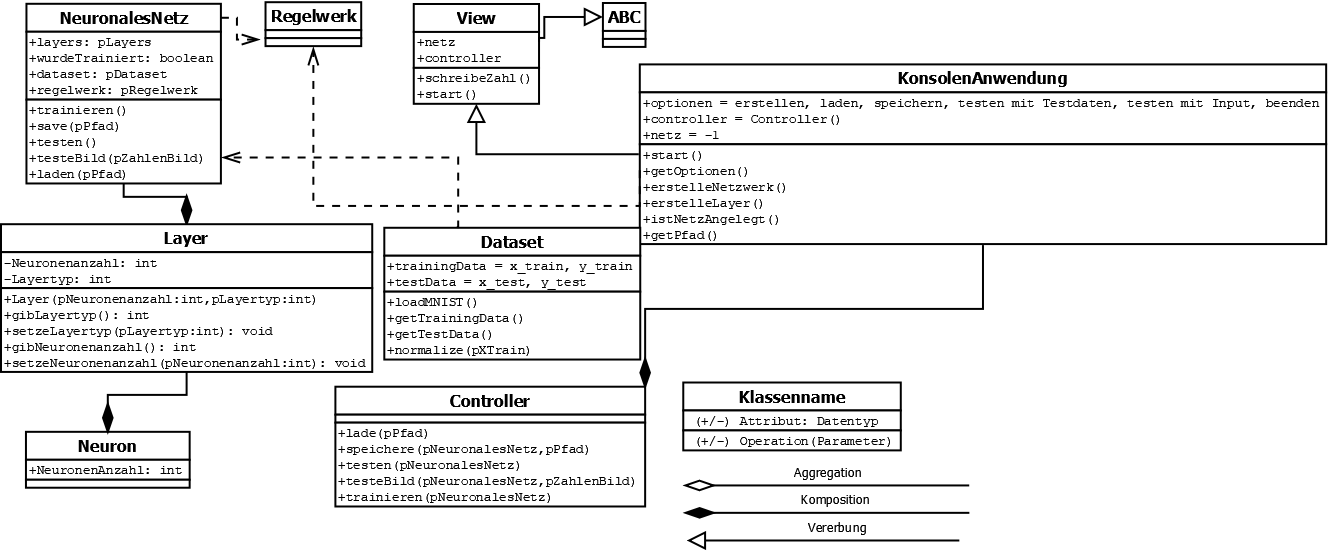 NeuronalesNetz
+layers: pLayers
+wurdeTrainiert: boolean
+dataset: pDataset
+regelwerk: pRegelwerk
+trainieren()
+save(pPfad)
+testen()
+testeBild(pZahlenBild)
+laden(pPfad)
Regelwerk
View
+netz
+controller
+schreibeZahl()
+start()
ABC
KonsolenAnwendung
+optionen = erstellen, laden, speichern, testen mit Testdaten, testen mit Input, beenden
+controller = Controller()
+netz = -1
+start()
+getOptionen()
+erstelleNetzwerk()
+erstelleLayer()
+istNetzAngelegt()
+getPfad()
Layer
-Neuronenanzahl: int
-Layertyp: int
+Layer(pNeuronenanzahl:int,pLayertyp:int)
+gibLayertyp(): int
+setzeLayertyp(pLayertyp:int): void
+gibNeuronenanzahl(): int
+setzeNeuronenanzahl(pNeuronenanzahl:int): void
Dataset
+trainingData = x_train, y_train
+testData = x_test, y_test
+loadMNIST()
+getTrainingData()
+getTestData()
+normalize(pXTrain)
Neuron
+NeuronenAnzahl: int
Controller
+lade(pPfad)
+speichere(pNeuronalesNetz,pPfad)
+testen(pNeuronalesNetz)
+testeBild(pNeuronalesNetz,pZahlenBild)
+trainieren(pNeuronalesNetz)
Klassenname
(+/-) Attribut: Datentyp
(+/-) Operation(Parameter)
Aggregation
Komposition
Vererbung